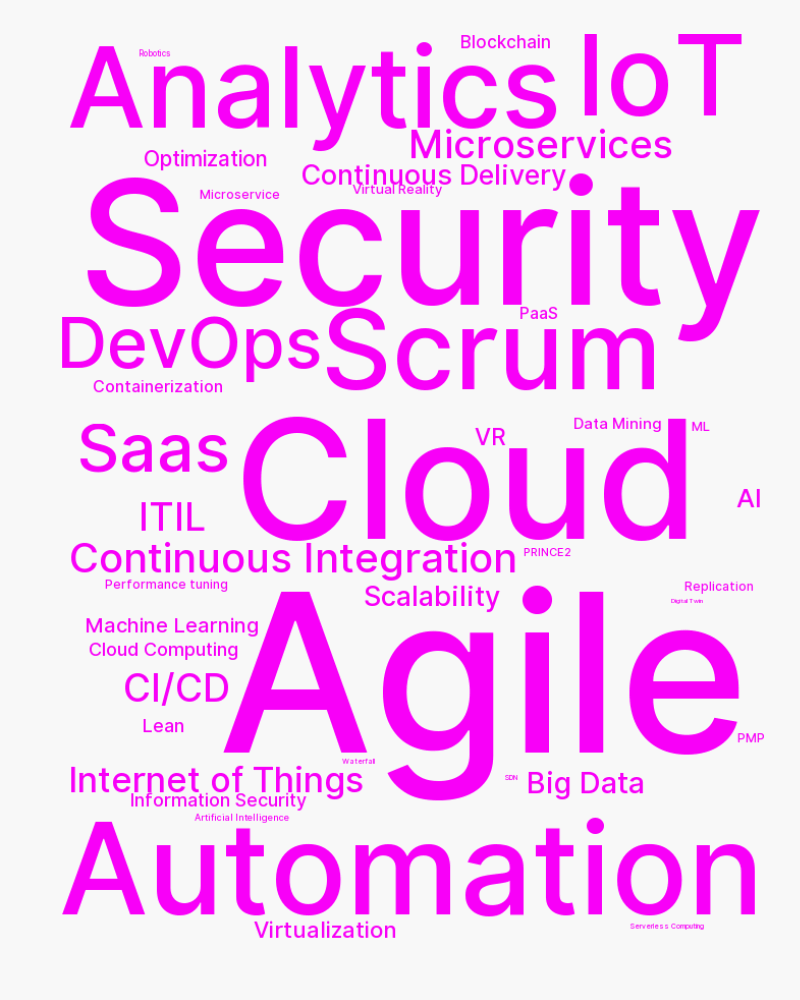 Blockchain
Robotics
Analytics
IoT
Microservices
Optimization
Continuous Delivery
Virtual Reality
Microservice
Security
PaaS
DevOps
Scrum
Containerization
Saas
Cloud
VR
Data Mining
ML
AI
ITIL
Continuous Integration
PRINCE2
Performance tuning
Scalability
Replication
Digital Twin
Machine Learning
Cloud Computing
Agile
CI/CD
Lean
PMP
Waterfall
Internet of Things
SDN
Big Data
Information Security
Artificial Intelligence
Automation
Virtualization
Serverless Computing